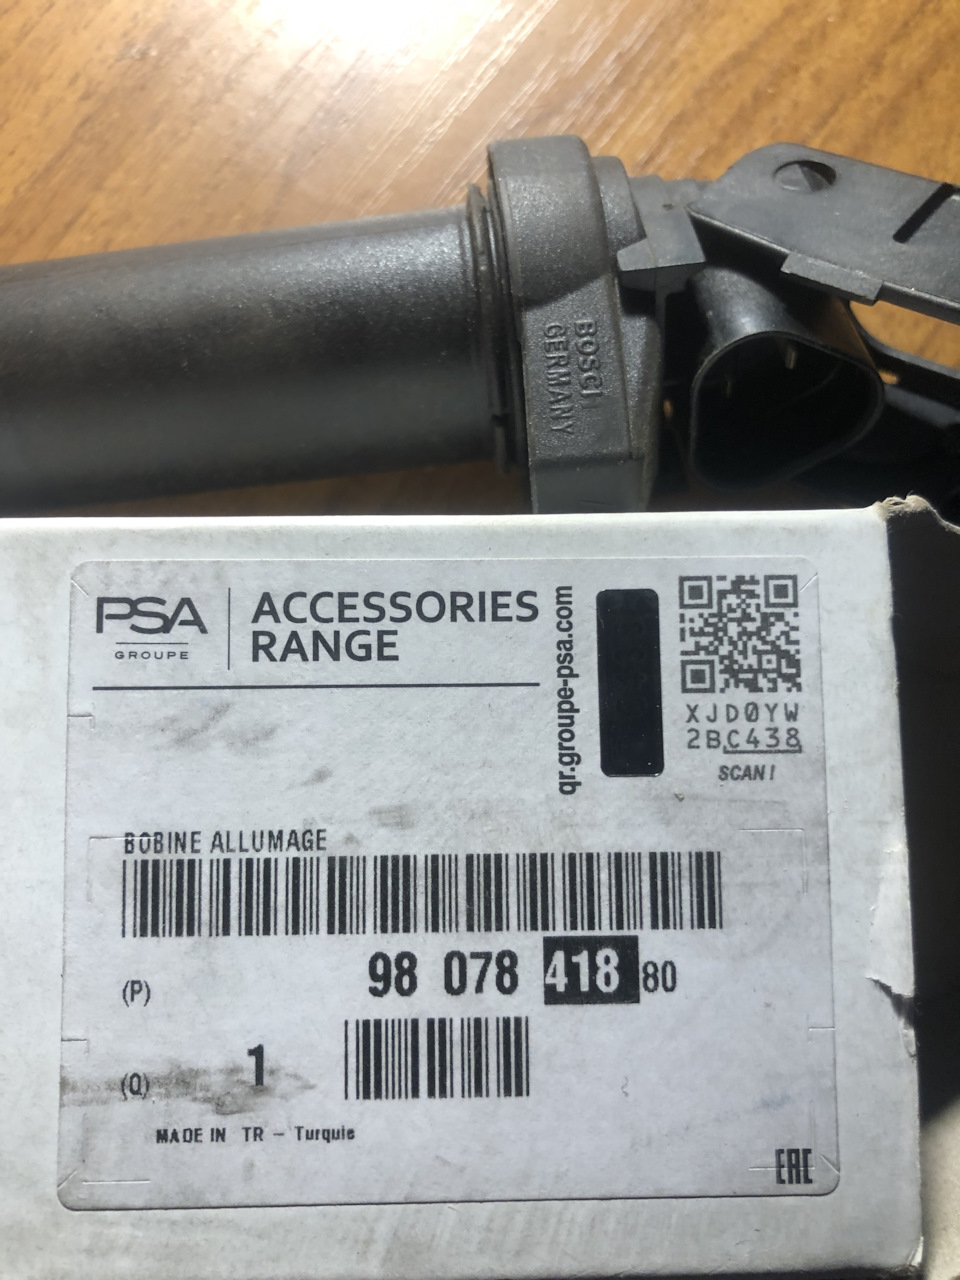 BOSCH
GERMANY
PSA
GROUPE
ACCESSORIES
RANGE
qr.groupe-psa.com
XJD0YW
2BC438
SCAN!
BOBINE ALLUMAGE
(P) 98 078 418 80
(Q) 1
MADE IN TR - Turquie
EAC